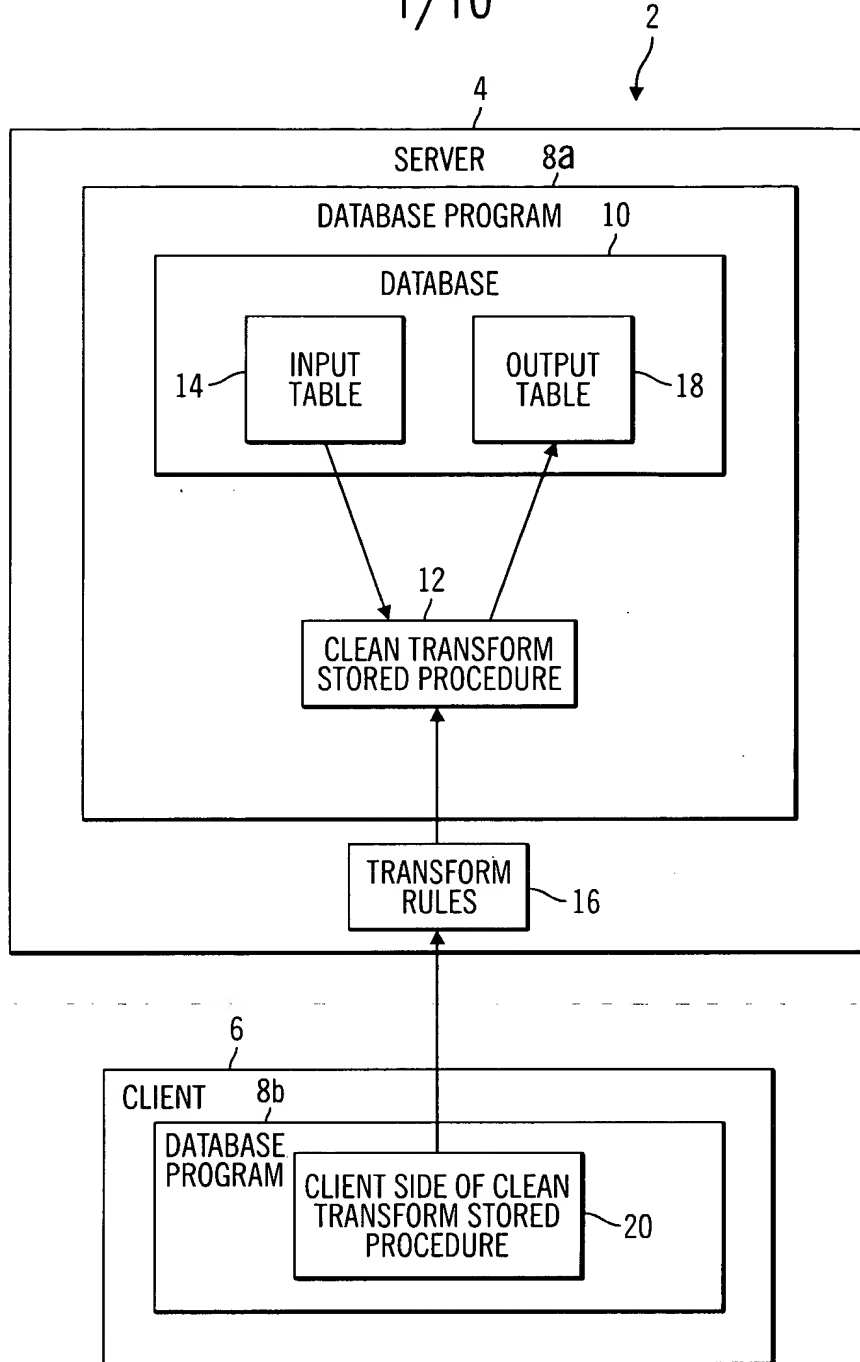 1/10
2
4
SERVER
8a
DATABASE PROGRAM
10
DATABASE
INPUT
TABLE
14
OUTPUT
TABLE
18
12
CLEAN TRANSFORM
STORED PROCEDURE
TRANSFORM
RULES
16
6
CLIENT
8b
DATABASE
PROGRAM
CLIENT SIDE OF CLEAN
TRANSFORM STORED
PROCEDURE
20